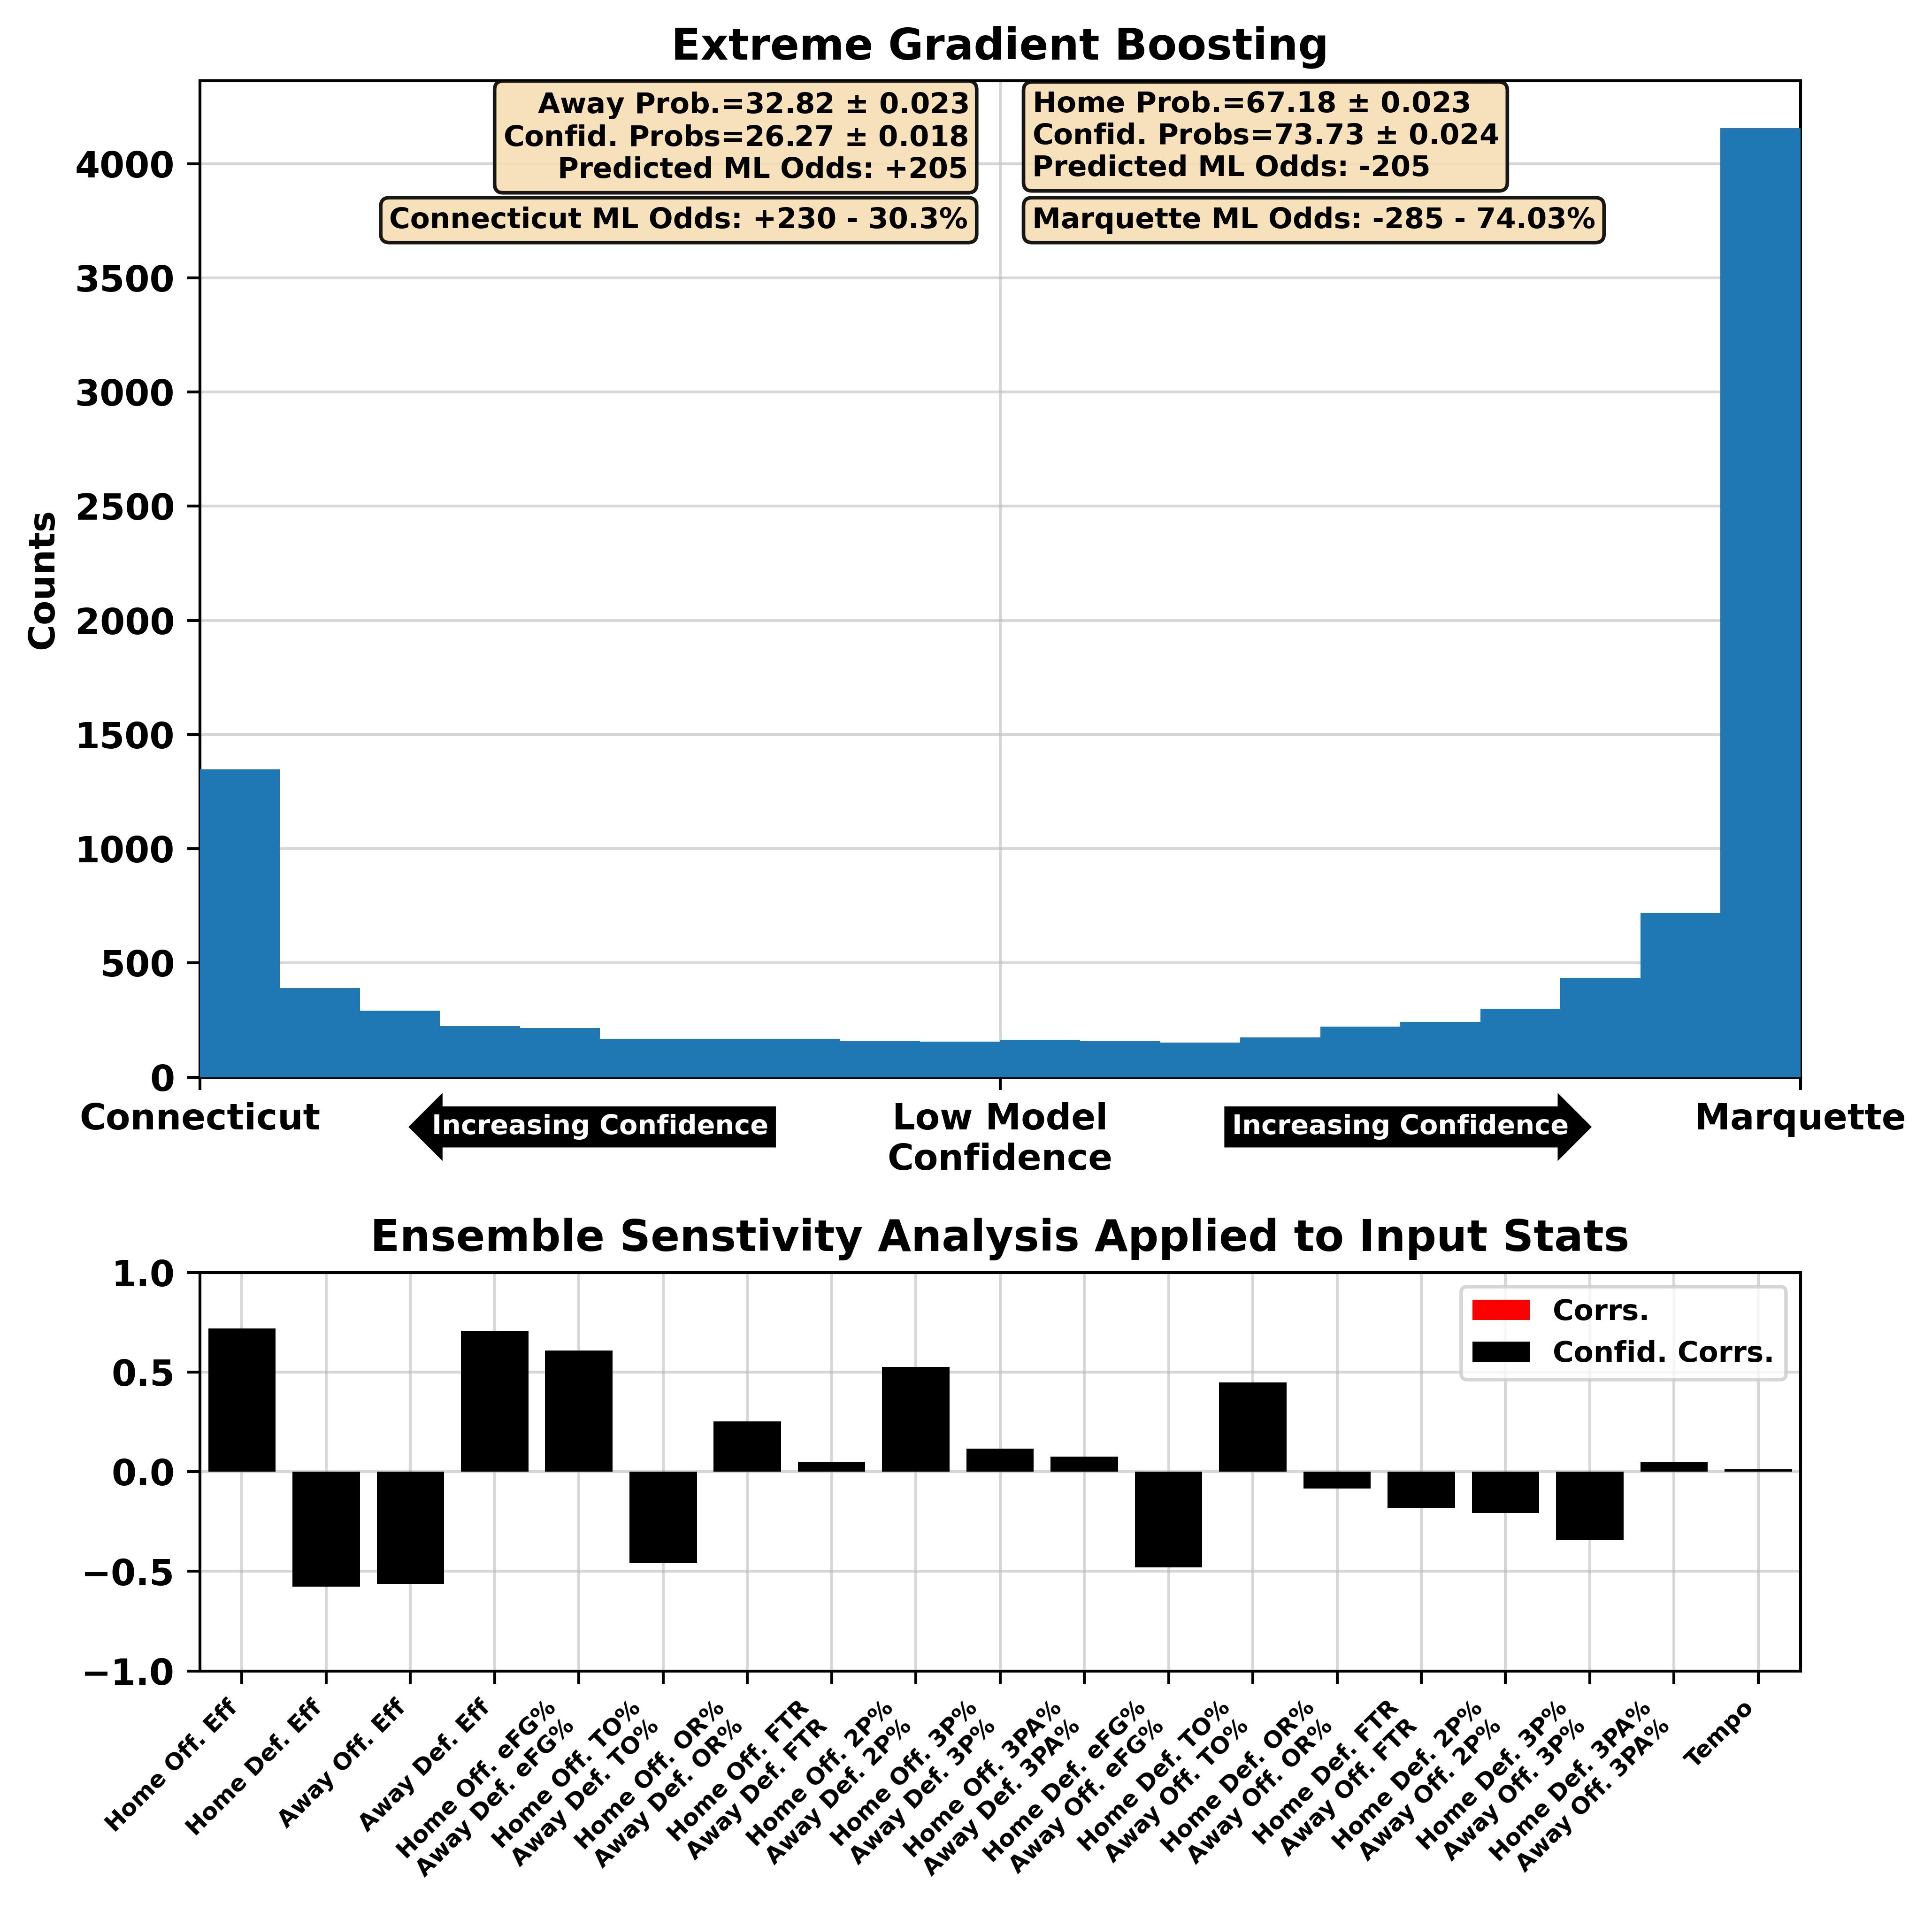 Extreme Gradient Boosting
Away Prob.=32.82 ± 0.023
Confid. Probs=26.27 ± 0.018
Predicted ML Odds: +205
Connecticut ML Odds: +230 - 30.3%
Home Prob.=67.18 ± 0.023
Confid. Probs=73.73 ± 0.024
Predicted ML Odds: -205
Marquette ML Odds: -285 - 74.03%
Counts
4000
3500
3000
2500
2000
1500
1000
500
0
Connecticut
Increasing Confidence
Low Model
Confidence
Increasing Confidence
Marquette
Ensemble Senstivity Analysis Applied to Input Stats
1.0
0.5
0.0
−0.5
−1.0
Corrs.
Confid. Corrs.
Home Off. Eff
Home Def. Eff
Away Off. Eff
Away Def. Eff
Home Off. eFG%
Away Def. eFG%
Home Off. TO%
Away Def. TO%
Home Off. OR%
Away Def. OR%
Home Off. FTR
Away Def. FTR
Home Off. 2P%
Away Def. 2P%
Home Off. 3P%
Away Def. 3P%
Home Off. 3PA%
Away Def. 3PA%
Home Def. eFG%
Away Off. eFG%
Home Def. TO%
Away Off. TO%
Home Def. OR%
Away Off. OR%
Home Def. FTR
Away Off. FTR
Home Def. 2P%
Away Off. 2P%
Home Def. 3P%
Away Off. 3P%
Home Def. 3PA%
Away Off. 3PA%
Tempo